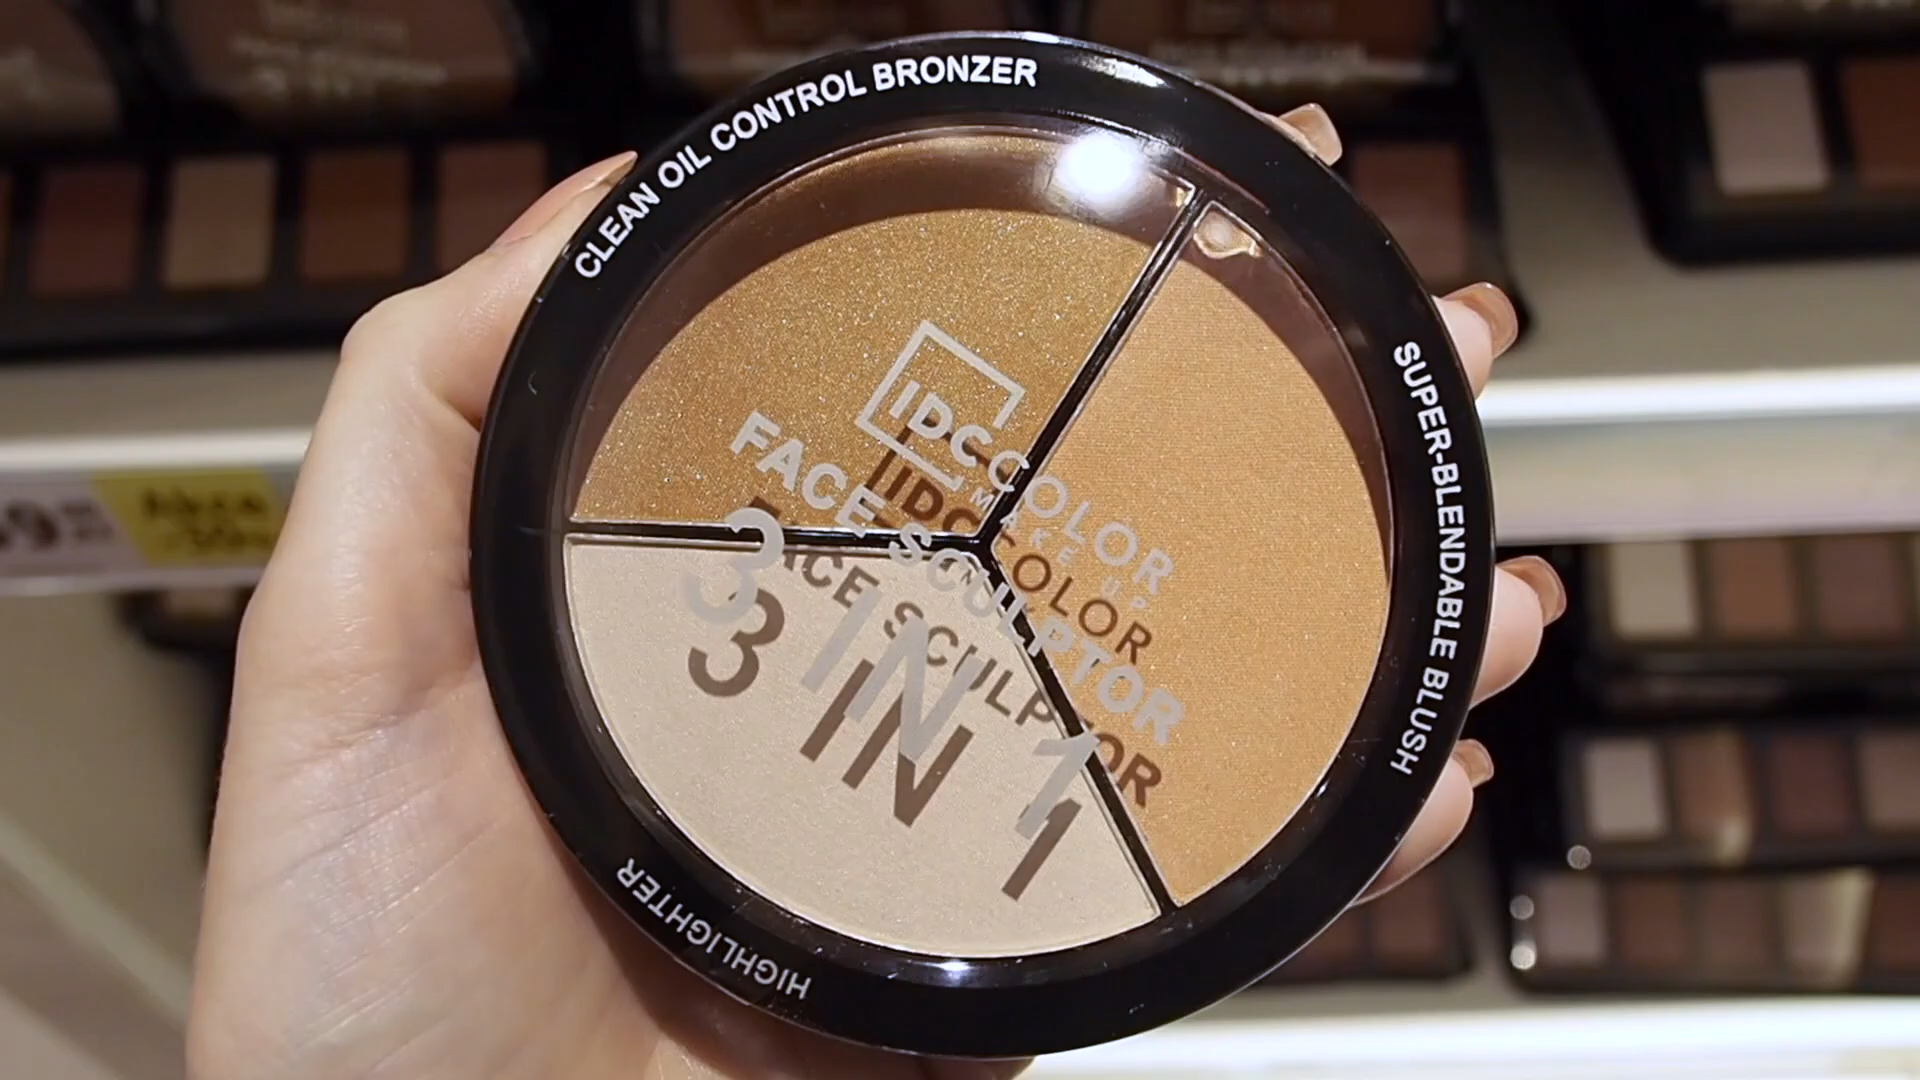 CLEAN OIL CONTROL BRONZER
SUPER-BLENDABLE BLUSH
HIGHLIGHTER
IDC COLOR
MAKE UP
FACE SCULPTOR
3 IN 1